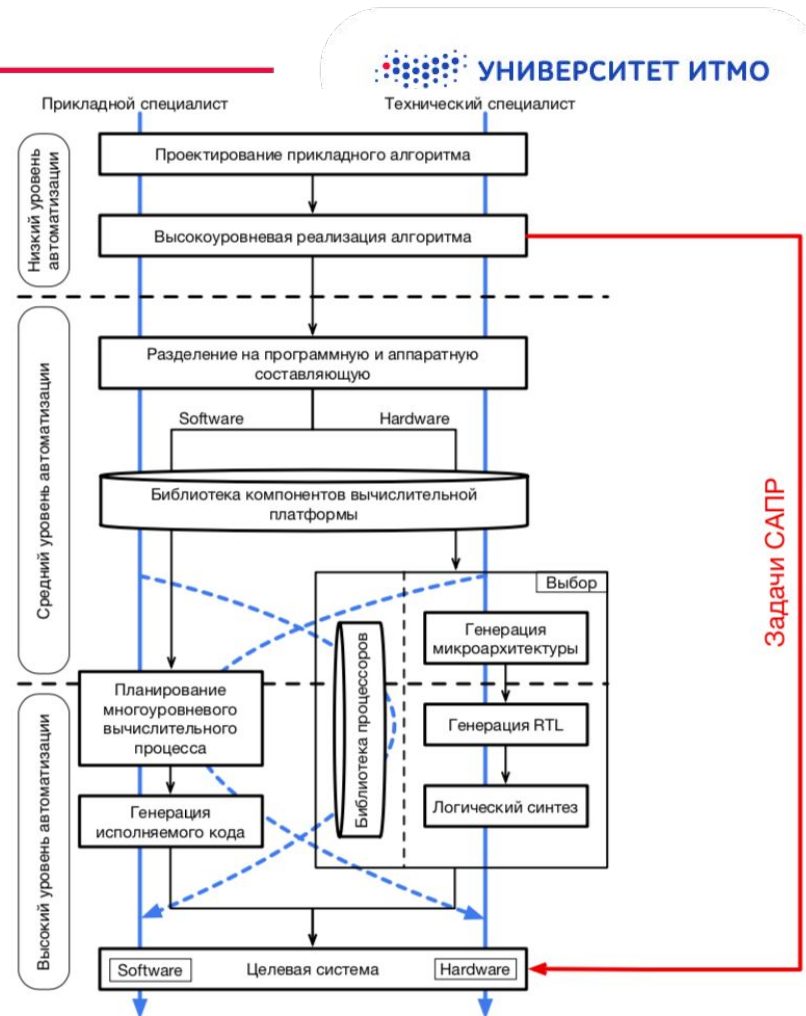 УНИВЕРСИТЕТ ИТМО
Прикладной специалист
Технический специалист
Низкий уровень
автоматизации
Проектирование прикладного алгоритма
Высокоуровневая реализация алгоритма
Средний уровень автоматизации
Разделение на программную и аппаратную
составляющую
Software
Hardware
Библиотека компонентов вычислительной
платформы
Выбор
Библиотека процессоров
Генерация
микроархитектуры
Задачи САПР
Высокий уровень автоматизации
Планирование
многоуровневого
вычислительного
процесса
Генерация RTL
Генерация
исполняемого кода
Логический синтез
Software
Целевая система
Hardware